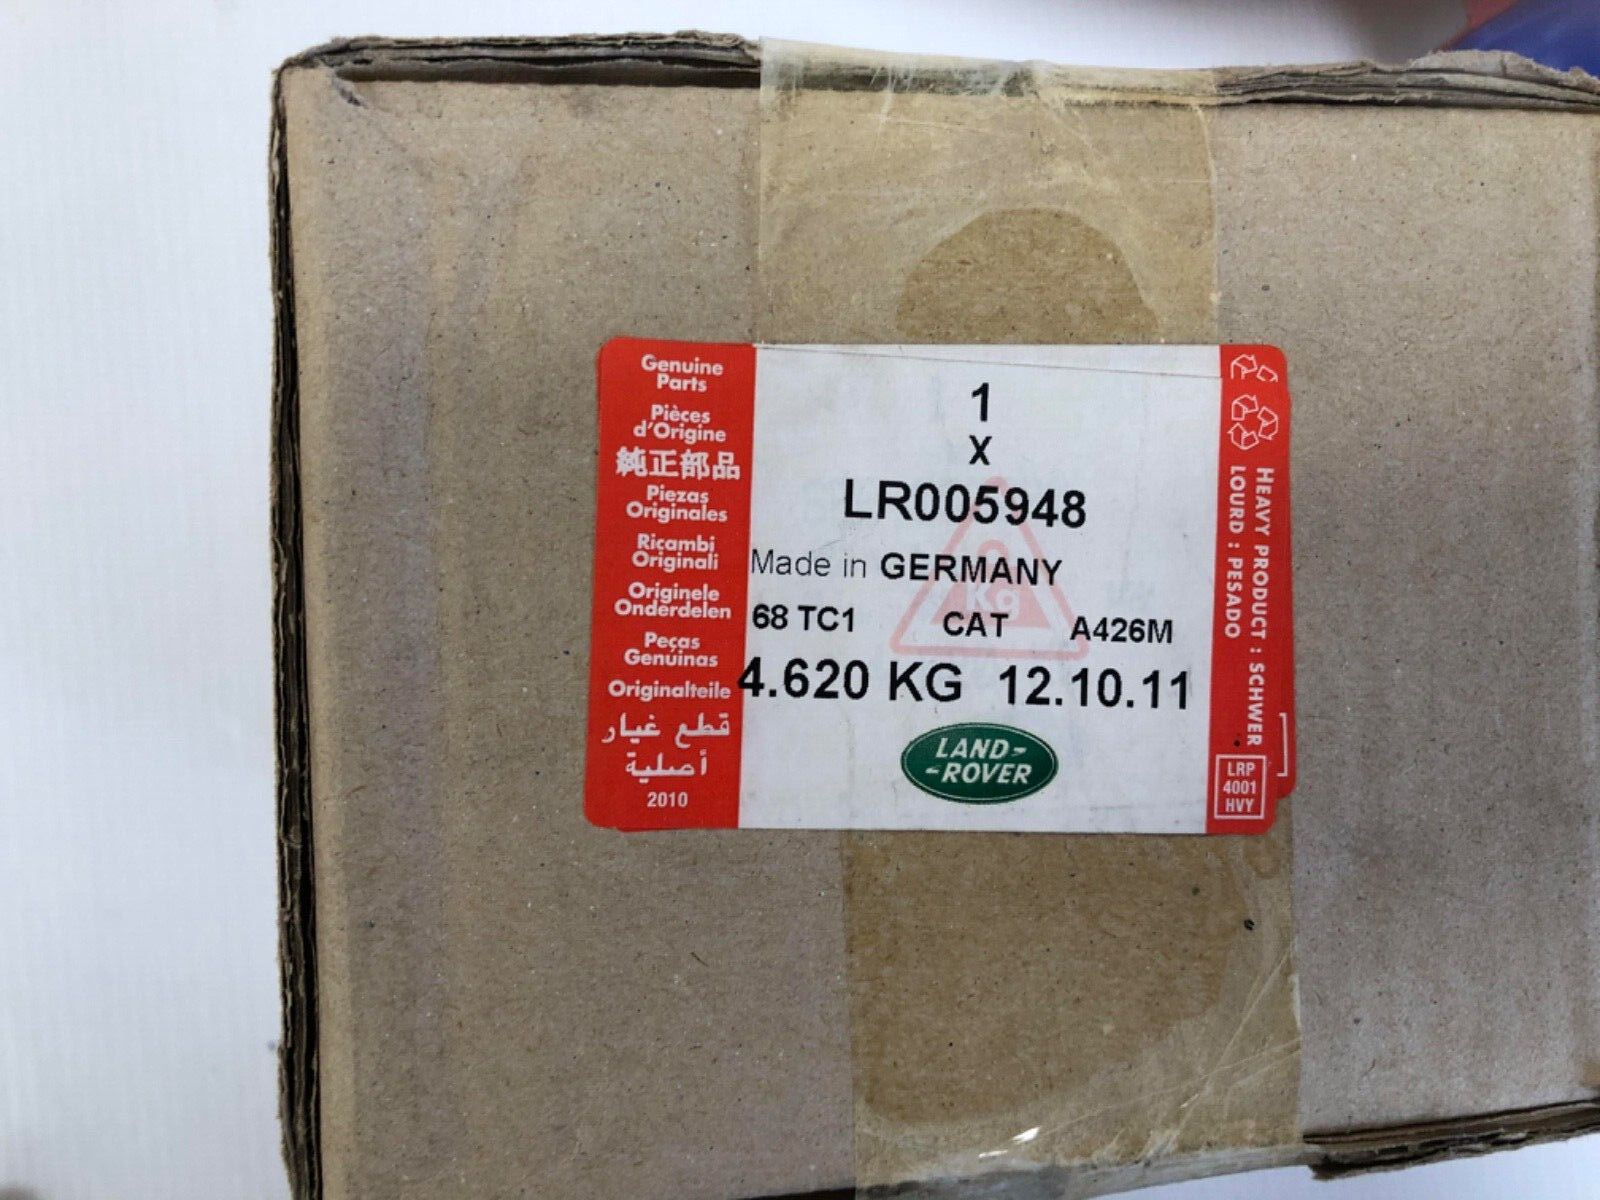 Genuine
Parts
Pièces
d'Origine
純正部品
Piezas
Originales
Ricambi
Originali
Originele
Onderdelen
Peças
Genuinas
Originalteile
قطع غيار
أصلية
2010
1
X
LR005948
Made in GERMANY
Kg
68 TC1 CAT A426M
4.620 KG 12.10.11
LAND-
-ROVER
HEAVY PRODUCT : SCHWER
LOURD : PESADO
LRP
4001
HVY